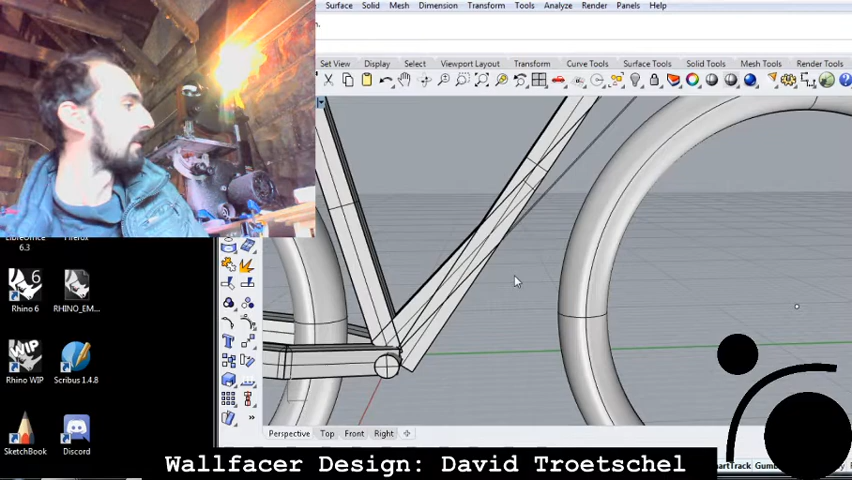 Surface Solid Mesh Dimension Transform Tools Analyze Render Panels Help
Set View Display Select Viewport Layout Transform Curve Tools Surface Tools Solid Tools Mesh Tools Render Tools
6.3
Rhino 6 RHINO_EM...
Rhino WIP Scribus 1.4.8
SketchBook Discord
Perspective Top Front Right
Wallfacer Design: David Troetschel